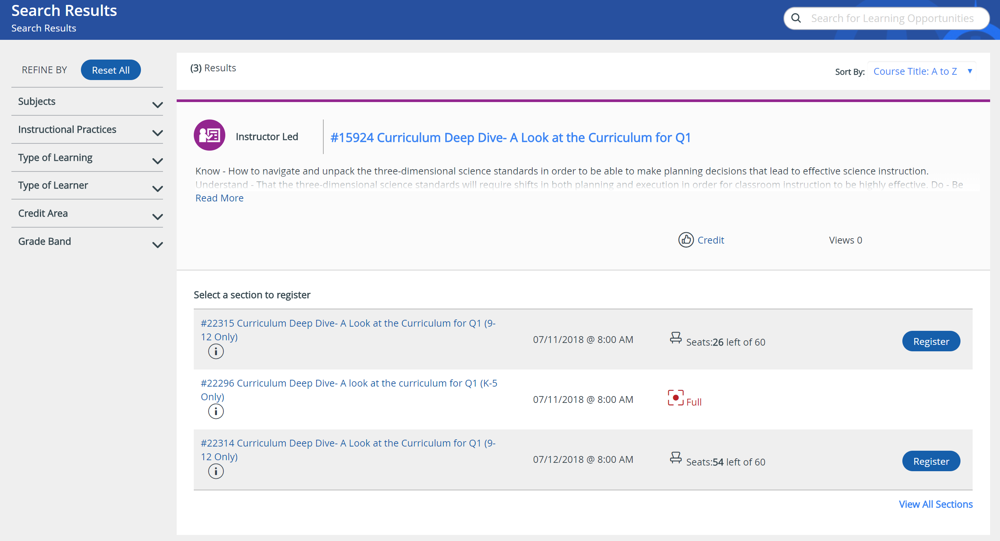 Search Results
Search Results
Search for Learning Opportunities
REFINE BY
Reset All
Subjects
Instructional Practices
Type of Learning
Type of Learner
Credit Area
Grade Band
(3) Results
Sort By: Course Title: A to Z
Instructor Led
#15924 Curriculum Deep Dive- A Look at the Curriculum for Q1
Know - How to navigate and unpack the three-dimensional science standards in order to be able to make planning decisions that lead to effective science instruction.
Understand - That the three-dimensional science standards will require shifts in both planning and execution in order for classroom instruction to be highly effective. Do - Be
Read More
Credit
Views 0
Select a section to register
#22315 Curriculum Deep Dive- A Look at the Curriculum for Q1 (9-
12 Only)
07/11/2018 @ 8:00 AM
Seats:26 left of 60
Register
#22296 Curriculum Deep Dive- A look at the curriculum for Q1 (K-5
Only)
07/11/2018 @ 8:00 AM
Full
#22314 Curriculum Deep Dive- A Look at the Curriculum for Q1 (9-
12 Only)
07/12/2018 @ 8:00 AM
Seats:54 left of 60
Register
View All Sections